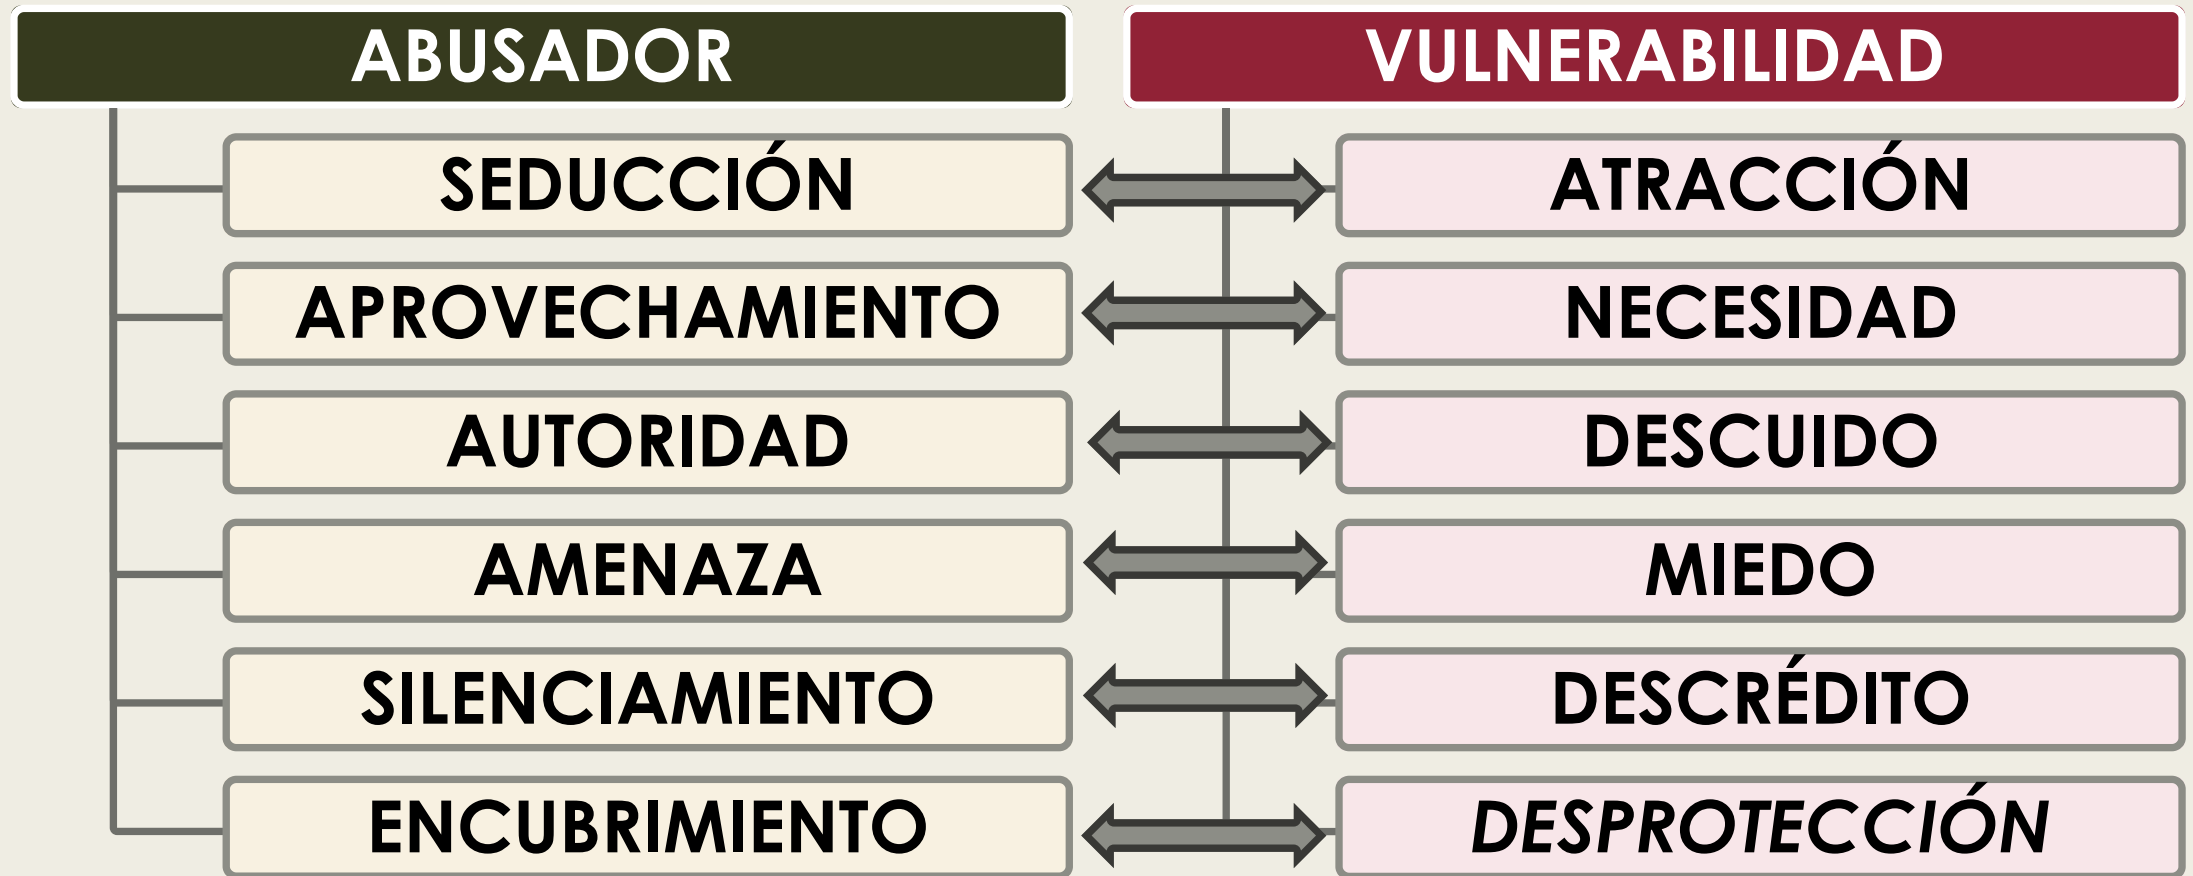 ABUSADOR
VULNERABILIDAD
SEDUCCIÓN
ATRACCIÓN
APROVECHAMIENTO
NECESIDAD
AUTORIDAD
DESCUIDO
AMENAZA
MIEDO
SILENCIAMIENTO
DESCRÉDITO
ENCUBRIMIENTO
DESPROTECCIÓN